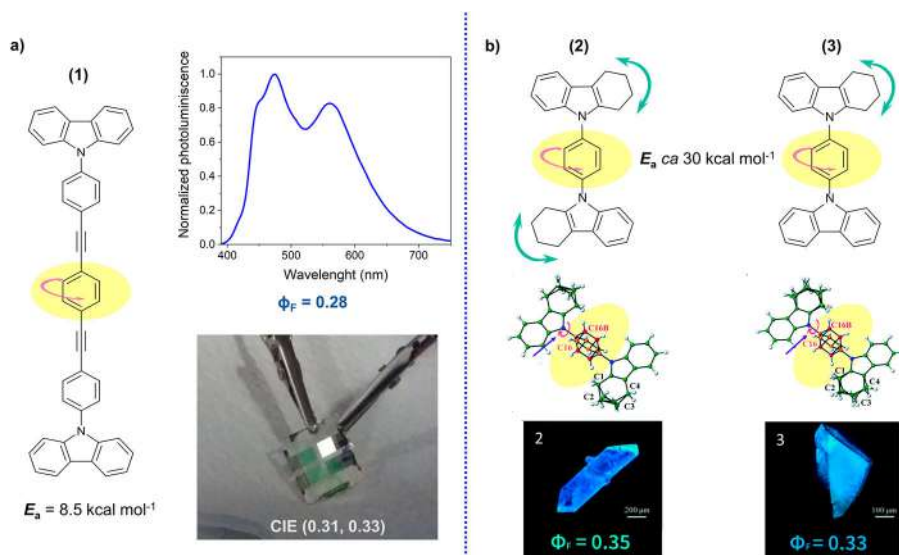 a)
(1)
N
N
Eₐ = 8.5 kcal mol⁻¹
Normalized photoluminiscence
1.0
0.8
0.6
0.4
0.2
0.0
400 500 600 700
Wavelenght (nm)
ϕF = 0.28
CIE (0.31, 0.33)
b)
(2)
N
N
Eₐ ca 30 kcal mol⁻¹
(3)
N
N
C16B
C16
C1
C2
C4
C3
C16B
C16
C1
C2
C4
C3
2
200 μm
ΦF = 0.35
3
100 μm
ΦF = 0.33